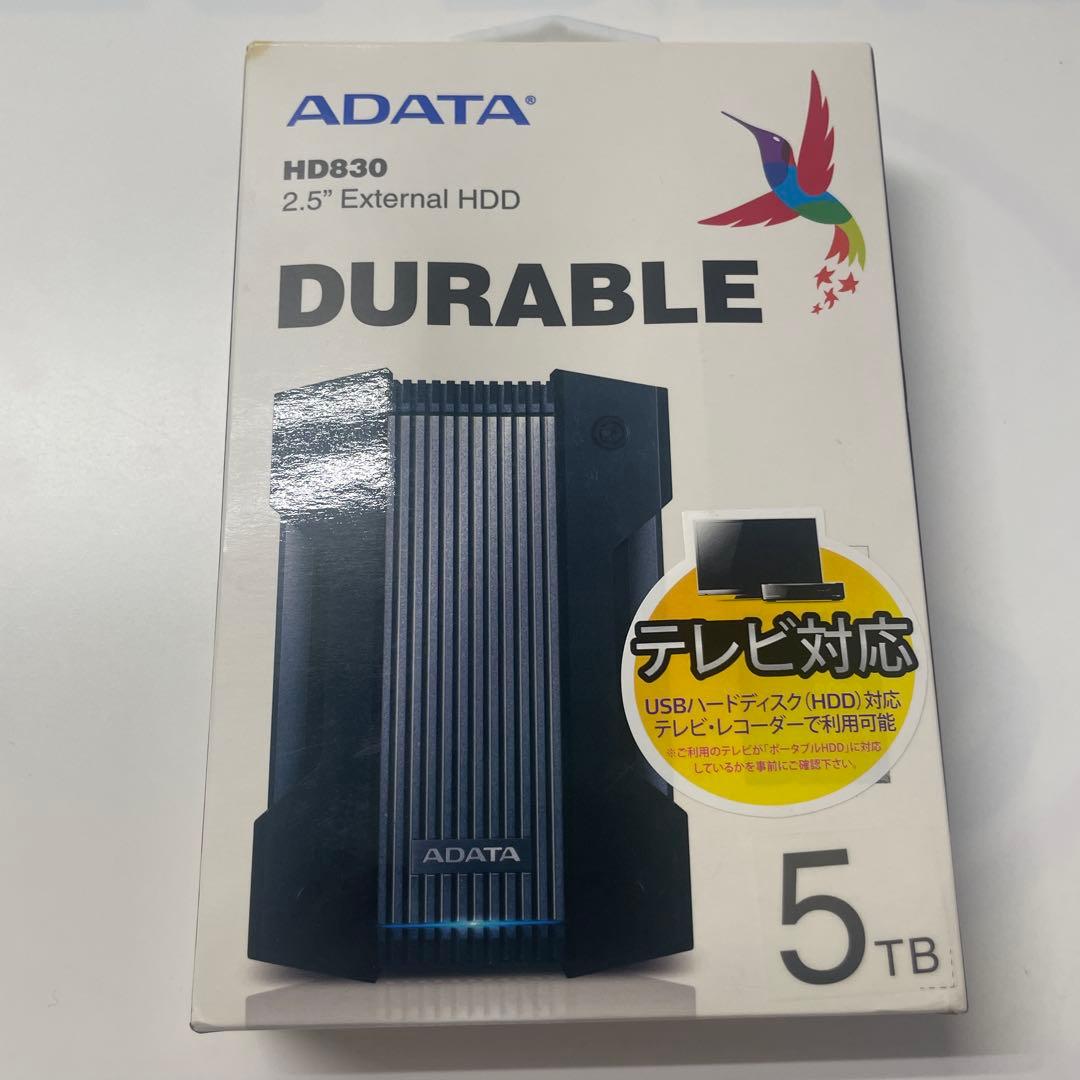 ADATA®
HD830
2.5” External HDD
DURABLE
テレビ対応
USBハードディスク(HDD)対応
テレビ・レコーダーで利用可能
※ご利用のテレビが「ポータブルHDD」に対応
しているかを事前にご確認下さい。
ADATA
5TB